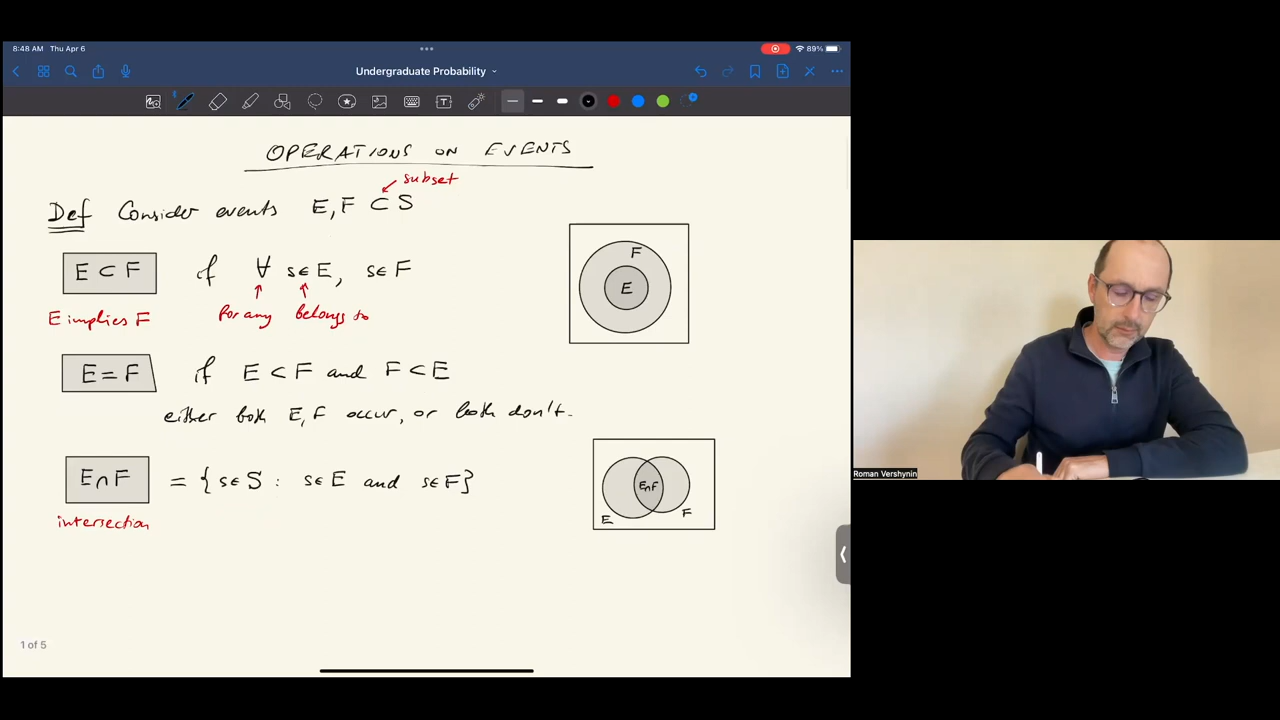 8:48 AM Thu Apr 6
89%
Undergraduate Probability
OPERATIONS ON EVENTS
subset
Def Consider events E, F ⊂ S
E ⊂ F if ∀ s∈E, s∈F
E implies F for any belongs to
F
E
E = F if E ⊂ F and F ⊂ E
either both E, F occur, or both don't.
E∩F = {s∈S : s∈E and s∈F}
intersection
E∩F
E F
1 of 5
Roman Vershynin